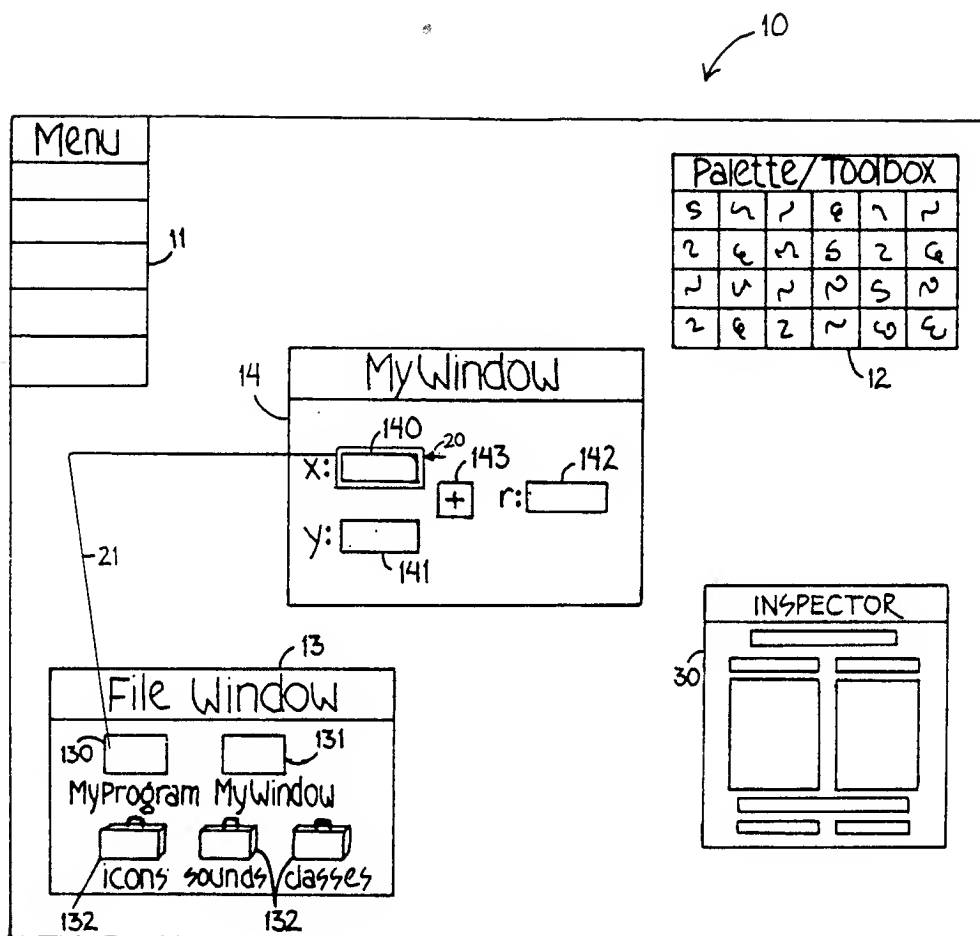 10
Menu
11
Palette/Toolbox
12
MyWindow
14
140
20
143
142
x:
+
r:
y:
141
21
INSPECTOR
30
13
File Window
130
131
MyProgram MyWindow
icons sounds classes
132 132